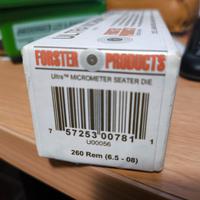 FORSTER PRODUCTS
Ultra™ MICROMETER SEATER DIE
7 57253 00781 1
U00056
260 Rem (6.5 - 08)